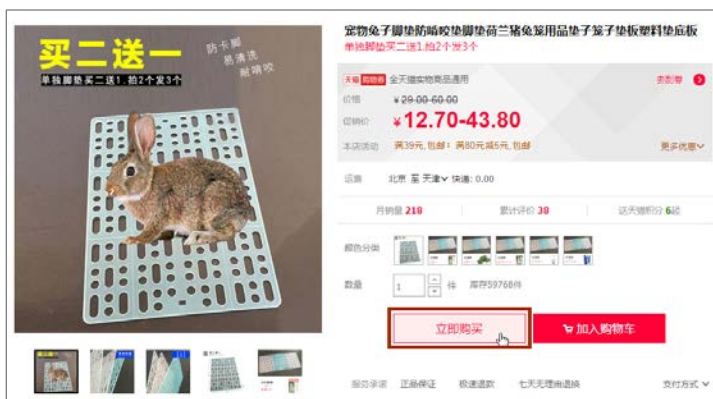 买二送一
单独脚垫买二送1.拍2个发3个
防卡脚
易清洗
耐啃咬
宠物兔子脚垫防啃咬垫脚垫荷兰猪兔笼用品垫子笼子垫板塑料垫底板
单独脚垫买二送1.拍2个发3个
天猫 购物券 全天猫实物商品通用 去刮券
价格 ¥29.00-60.00
促销价 ¥12.70-43.80
本店活动 满39元,包邮;满80元减5元,包邮 更多优惠
运费 北京 至 天津 快递: 0.00
月销量 218 累计评价 38 送天猫积分 6起
颜色分类
数量 1 件 库存59768件
立即购买 加入购物车
服务承诺 正品保证 极速退款 七天无理由退换 支付方式